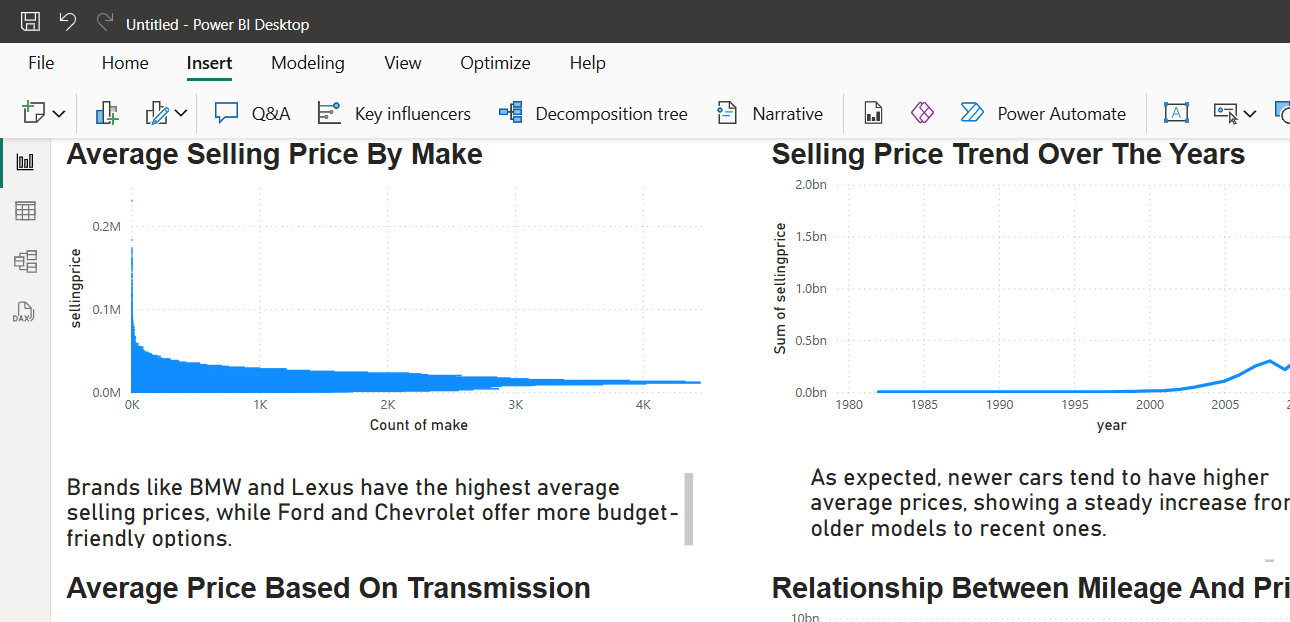 Untitled - Power BI Desktop
File Home Insert Modeling View Optimize Help
Q&A Key influencers Decomposition tree Narrative Power Automate A
DAX
Average Selling Price By Make
sellingprice
0.2M
0.1M
0.0M
0K 1K 2K 3K 4K
Count of make
Brands like BMW and Lexus have the highest average
selling prices, while Ford and Chevrolet offer more budget-
friendly options.
Selling Price Trend Over The Years
Sum of sellingprice
2.0bn
1.5bn
1.0bn
0.5bn
0.0bn
1980 1985 1990 1995 2000 2005
year
As expected, newer cars tend to have higher
average prices, showing a steady increase from
older models to recent ones.
Average Price Based On Transmission
Relationship Between Mileage And Pri
10bn